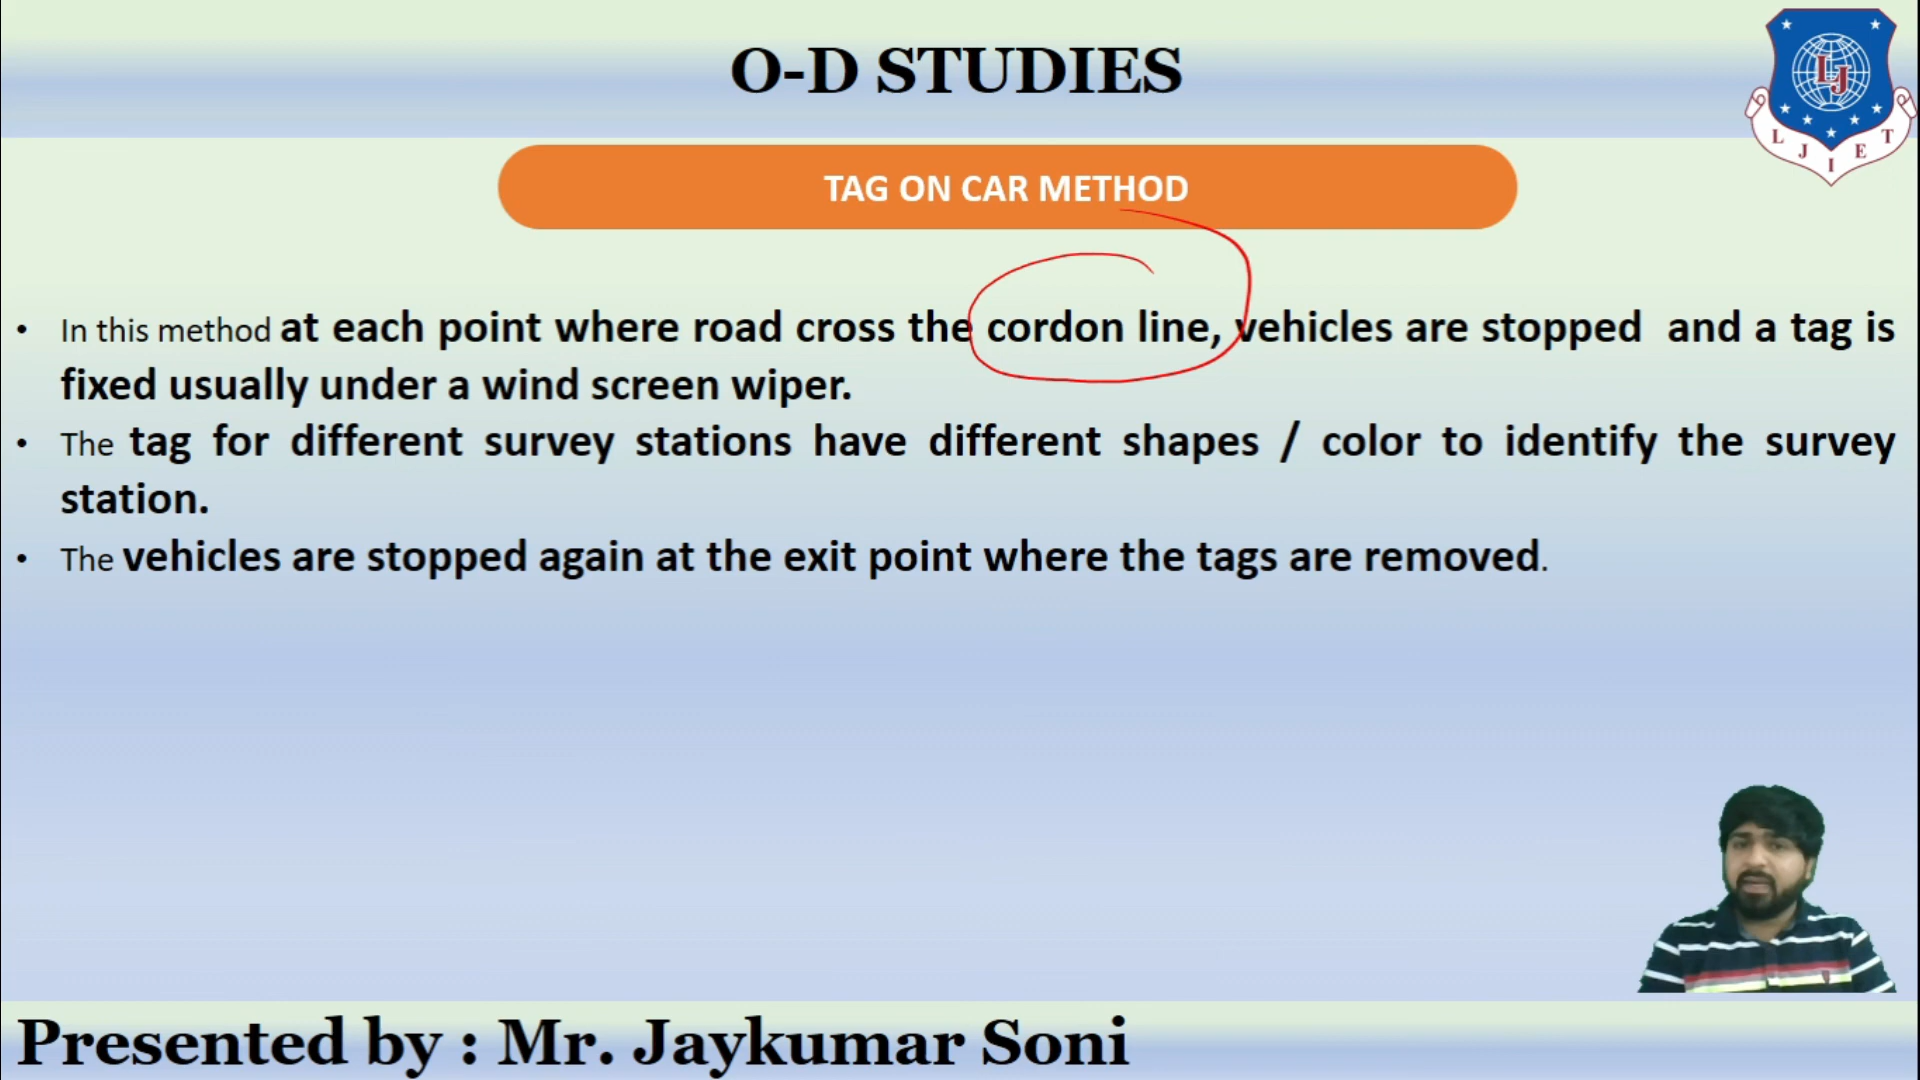 O-D STUDIES
L J I E T
LJ
TAG ON CAR METHOD
• In this method at each point where road cross the cordon line, vehicles are stopped and a tag is
fixed usually under a wind screen wiper.
• The tag for different survey stations have different shapes / color to identify the survey
station.
• The vehicles are stopped again at the exit point where the tags are removed.
Presented by : Mr. Jaykumar Soni